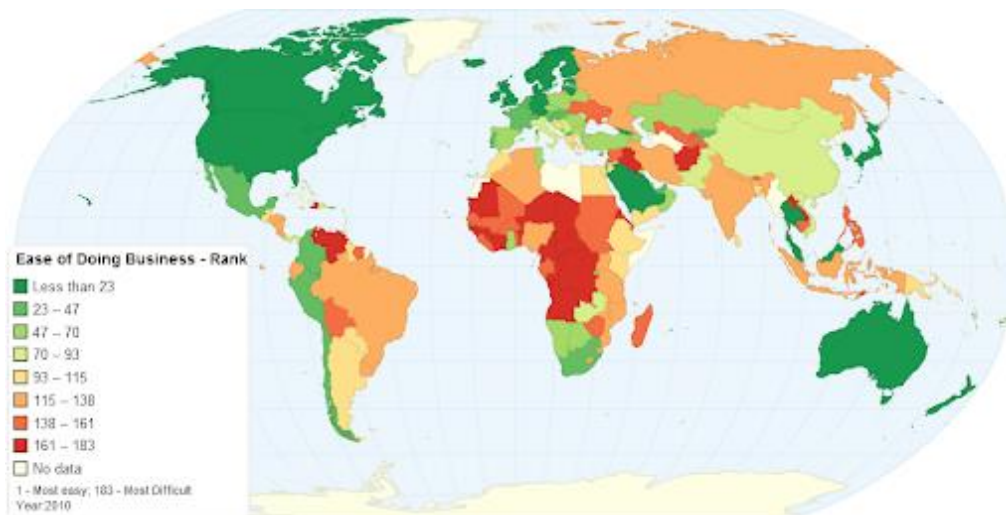 Ease of Doing Business - Rank
Less than 23
23 – 47
47 – 70
70 – 93
93 – 115
115 – 138
138 – 161
161 – 183
No data
1 - Most easy; 183 - Most Difficult
Year:2010